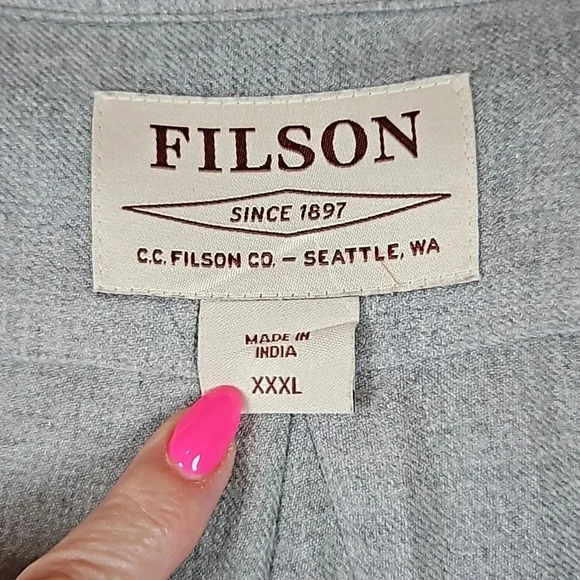 FILSON
SINCE 1897
C.C. FILSON CO. – SEATTLE, WA
MADE IN
INDIA
XXXL